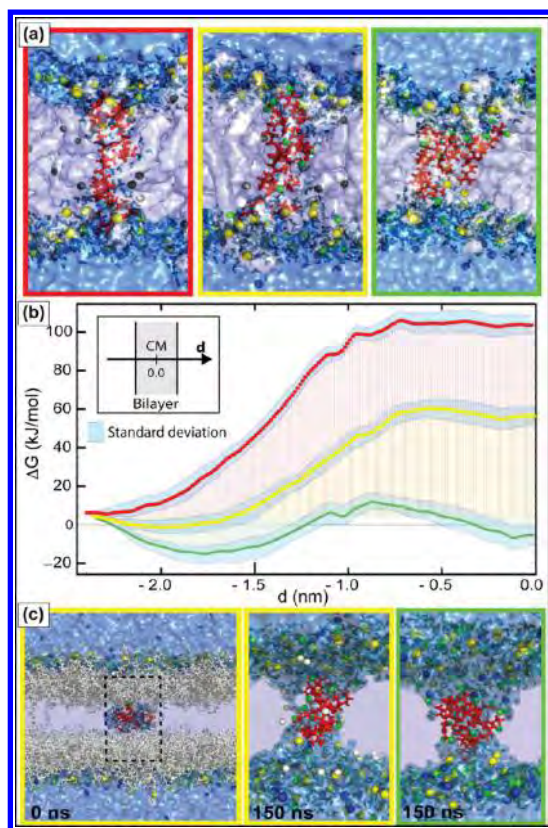 (a)
(b)
100
80
60
40
20
0
−20
ΔG (kJ/mol)
CM
0.0
d
Bilayer
Standard deviation
- 2.0
- 1.5
- 1.0
- 0.5
0.0
d (nm)
(c)
0 ns
150 ns
150 ns